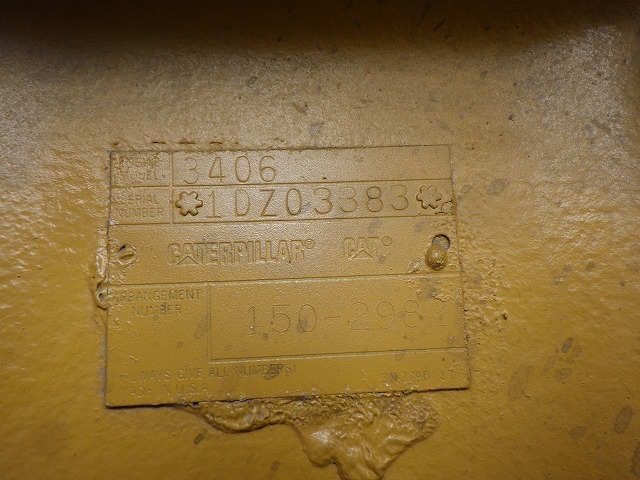 ENGINE MODEL 3406
SERIAL NUMBER *1DZ03383*
CATERPILLAR® CAT®
ARRANGEMENT NUMBER 150-298
ALWAYS GIVE ALL NUMBERS
U.S.A.